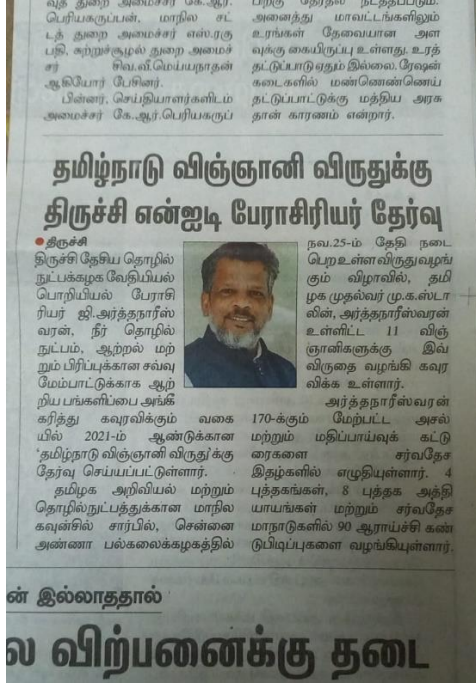 வுத் துறை அமைச்சர் கே.ஆர்.
பெரியகருப்பன், மாநில சட்
டத் துறை அமைச்சர் எஸ்.ரகு
பதி, சுற்றுச்சூழல் துறை அமைச்
சர் சிவ.வீ.மெய்யநாதன்
ஆகியோர் பேசினர்.
பின்னர், செய்தியாளர்களிடம்
அமைச்சர் கே.ஆர்.பெரியகருப்
அனைத்து மாவட்டங்களிலும்
உரங்கள் தேவையான அள
வுக்கு கையிருப்பு உள்ளது. உரத்
தட்டுப்பாடு ஏதும் இல்லை. ரேஷன்
கடைகளில் மண்ணெண்ணெய்
தட்டுப்பாட்டுக்கு மத்திய அரசு
தான் காரணம் என்றார்.
தமிழ்நாடு விஞ்ஞானி விருதுக்கு
திருச்சி என்ஐடி பேராசிரியர் தேர்வு
● திருச்சி
திருச்சி தேசிய தொழில்
நுட்பக்கழக வேதியியல்
பொறியியல் பேராசி
ரியர் ஜி.அர்த்தநாரீஸ்
வரன், நீர் தொழில்
நுட்பம், ஆற்றல் மற்
றும் பிரிப்புக்கான சவ்வு
மேம்பாட்டுக்காக ஆற்
றிய பங்களிப்பை அங்கீ
கரித்து கவுரவிக்கும் வகை
யில் 2021-ம் ஆண்டுக்கான
'தமிழ்நாடு விஞ்ஞானி விருது'க்கு
தேர்வு செய்யப்பட்டுள்ளார்.
தமிழக அறிவியல் மற்றும்
தொழில்நுட்பத்துக்கான மாநில
கவுன்சில் சார்பில், சென்னை
அண்ணா பல்கலைக்கழகத்தில்
நவ.25-ம் தேதி நடை
பெற உள்ள விருது வழங்
கும் விழாவில், தமி
ழக முதல்வர் மு.க.ஸ்டா
லின், அர்த்தநாரீஸ்வரன்
உள்ளிட்ட 11 விஞ்
ஞானிகளுக்கு இவ்
விருதை வழங்கி கவுர
விக்க உள்ளார்.
அர்த்தநாரீஸ்வரன்
170-க்கும் மேற்பட்ட அசல்
மற்றும் மதிப்பாய்வுக் கட்டு
ரைகளை சர்வதேச
இதழ்களில் எழுதியுள்ளார். 4
புத்தகங்கள், 8 புத்தக அத்தி
யாயங்கள் மற்றும் சர்வதேச
மாநாடுகளில் 90 ஆராய்ச்சி கண்
டுபிடிப்புகளை வழங்கியுள்ளார்.
ன் இல்லாததால்
ல விற்பனைக்கு தடை